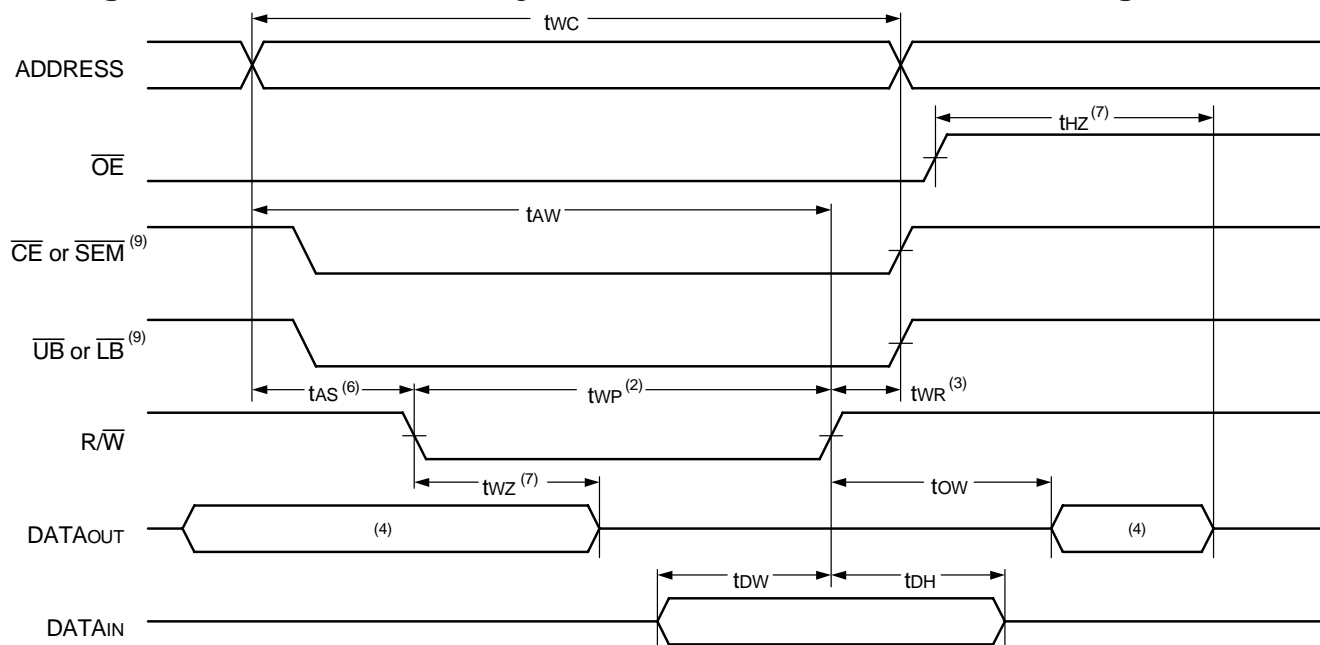 tWC
ADDRESS
tHZ (7)
OE
tAW
CE or SEM (9)
UB or LB (9)
tAS (6) tWP (2) tWR (3)
R/W
tWZ (7) tOW
DATAOUT (4) (4)
tDW tDH
DATAIN